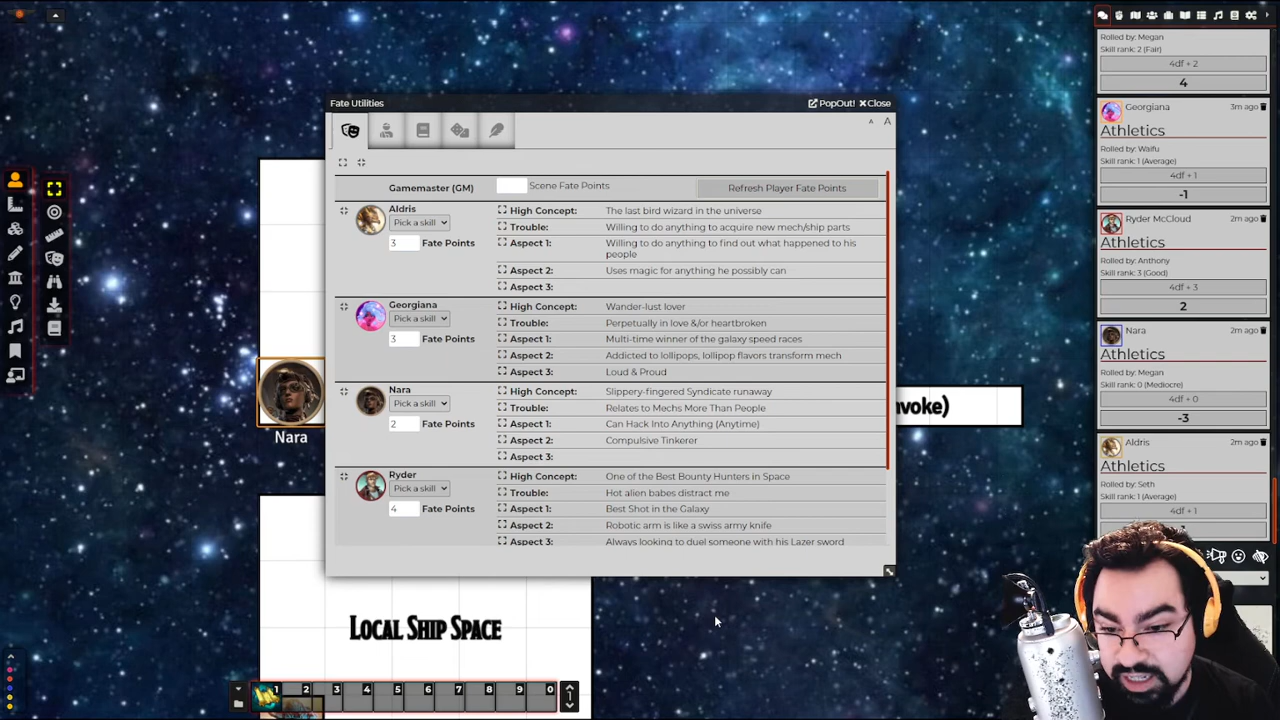 Fate Utilities
PopOut! Close
A A
Gamemaster (GM) Scene Fate Points Refresh Player Fate Points
Aldris
Pick a skill
3 Fate Points
High Concept: The last bird wizard in the universe
Trouble: Willing to do anything to acquire new mech/ship parts
Aspect 1: Willing to do anything to find out what happened to his
people
Aspect 2: Uses magic for anything he possibly can
Aspect 3:
Georgiana
Pick a skill
3 Fate Points
High Concept: Wander-lust lover
Trouble: Perpetually in love &/or heartbroken
Aspect 1: Multi-time winner of the galaxy speed races
Aspect 2: Addicted to lollipops, lollipop flavors transform mech
Aspect 3: Loud & Proud
Nara
Pick a skill
2 Fate Points
High Concept: Slippery-fingered Syndicate runaway
Trouble: Relates to Mechs More Than People
Aspect 1: Can Hack Into Anything (Anytime)
Aspect 2: Compulsive Tinkerer
Aspect 3:
Ryder
Pick a skill
4 Fate Points
High Concept: One of the Best Bounty Hunters in Space
Trouble: Hot alien babes distract me
Aspect 1: Best Shot in the Galaxy
Aspect 2: Robotic arm is like a swiss army knife
Aspect 3: Always looking to duel someone with his Lazer sword
Nara
nvoke)
Local Ship Space
1 2 3 4 5 6 7 8 9 0
1
Rolled by: Megan
Skill rank: 2 (Fair)
4df + 2
4
Georgiana 3m ago
Athletics
Rolled by: Waifu
Skill rank: 1 (Average)
4df + 1
-1
Ryder McCloud 2m ago
Athletics
Rolled by: Anthony
Skill rank: 3 (Good)
4df + 3
2
Nara 2m ago
Athletics
Rolled by: Megan
Skill rank: 0 (Mediocre)
4df + 0
-3
Aldris 2m ago
Athletics
Rolled by: Seth
Skill rank: 1 (Average)
4df + 1